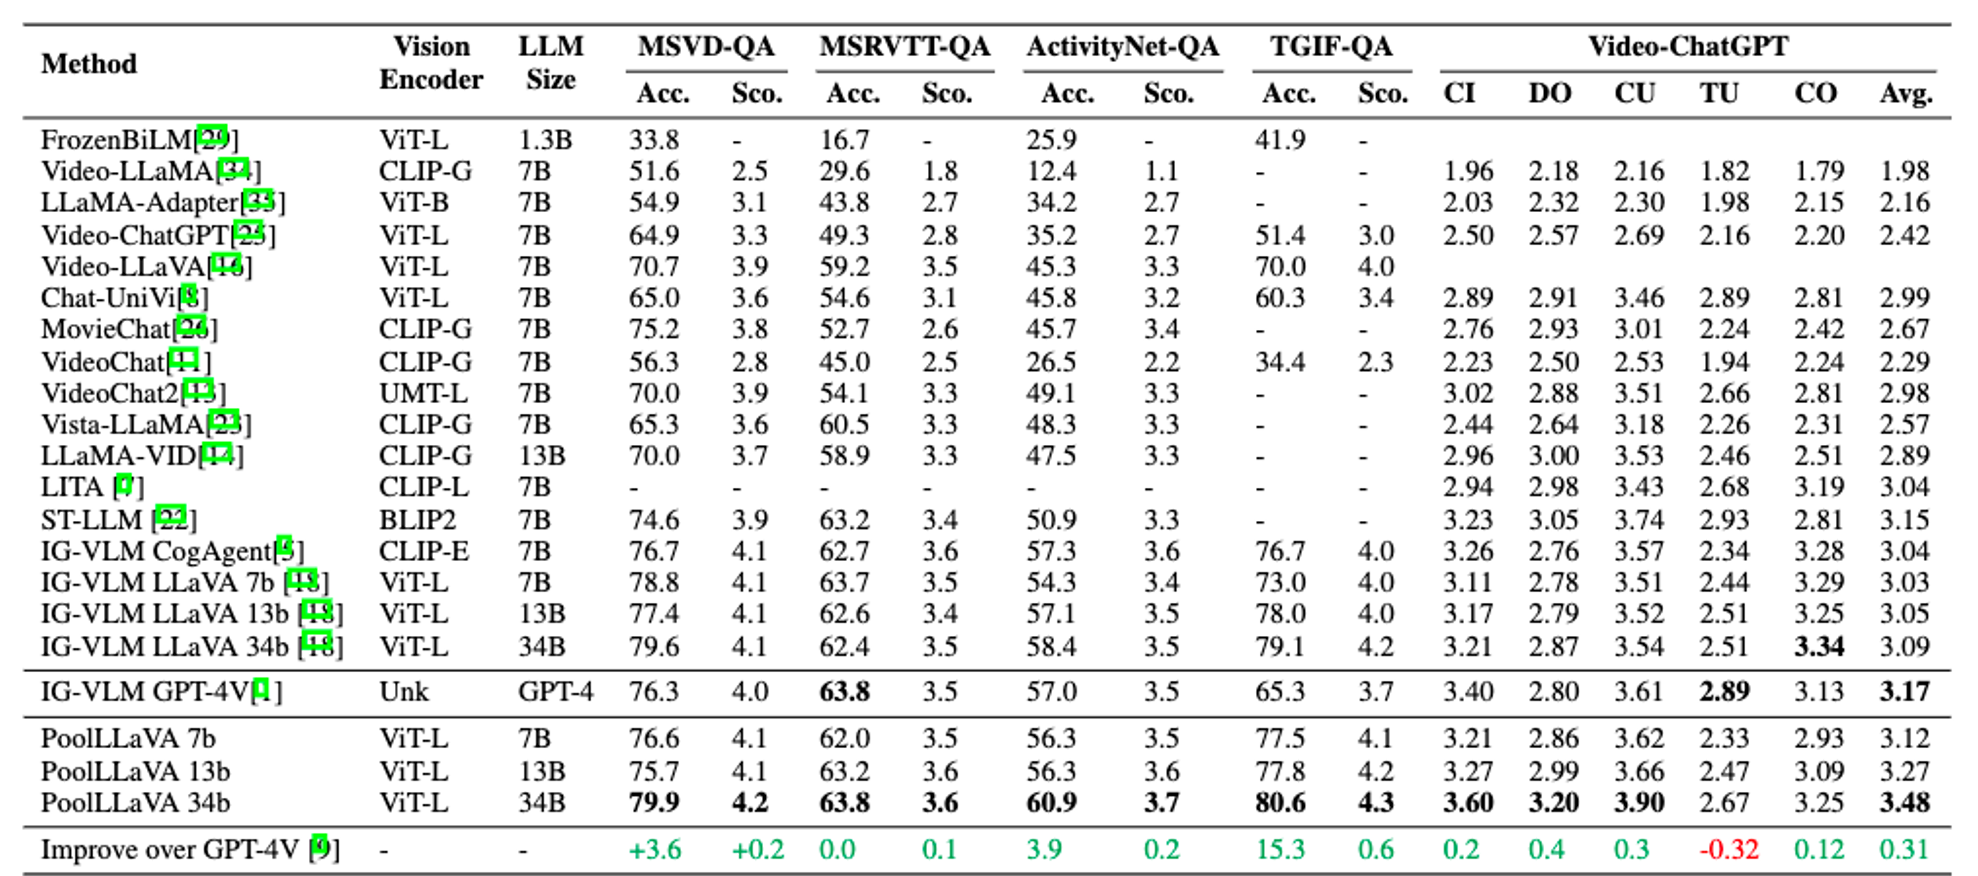 Method Vision Encoder LLM Size MSVD-QA MSRVTT-QA ActivityNet-QA TGIF-QA Video-ChatGPT
Acc. Sco. Acc. Sco. Acc. Sco. Acc. Sco. CI DO CU TU CO Avg.
FrozenBiLM[29] ViT-L 1.3B 33.8 - 16.7 - 25.9 - 41.9 -
Video-LLaMA[34] CLIP-G 7B 51.6 2.5 29.6 1.8 12.4 1.1 - - 1.96 2.18 2.16 1.82 1.79 1.98
LLaMA-Adapter[35] ViT-B 7B 54.9 3.1 43.8 2.7 34.2 2.7 - - 2.03 2.32 2.30 1.98 2.15 2.16
Video-ChatGPT[25] ViT-L 7B 64.9 3.3 49.3 2.8 35.2 2.7 51.4 3.0 2.50 2.57 2.69 2.16 2.20 2.42
Video-LLaVA[16] ViT-L 7B 70.7 3.9 59.2 3.5 45.3 3.3 70.0 4.0
Chat-UniVi[8] ViT-L 7B 65.0 3.6 54.6 3.1 45.8 3.2 60.3 3.4 2.89 2.91 3.46 2.89 2.81 2.99
MovieChat[26] CLIP-G 7B 75.2 3.8 52.7 2.6 45.7 3.4 - - 2.76 2.93 3.01 2.24 2.42 2.67
VideoChat[11] CLIP-G 7B 56.3 2.8 45.0 2.5 26.5 2.2 34.4 2.3 2.23 2.50 2.53 1.94 2.24 2.29
VideoChat2[13] UMT-L 7B 70.0 3.9 54.1 3.3 49.1 3.3 - - 3.02 2.88 3.51 2.66 2.81 2.98
Vista-LLaMA[23] CLIP-G 7B 65.3 3.6 60.5 3.3 48.3 3.3 - - 2.44 2.64 3.18 2.26 2.31 2.57
LLaMA-VID[14] CLIP-G 13B 70.0 3.7 58.9 3.3 47.5 3.3 - - 2.96 3.00 3.53 2.46 2.51 2.89
LITA [7] CLIP-L 7B - - - - - - - - 2.94 2.98 3.43 2.68 3.19 3.04
ST-LLM [22] BLIP2 7B 74.6 3.9 63.2 3.4 50.9 3.3 - - 3.23 3.05 3.74 2.93 2.81 3.15
IG-VLM CogAgent[5] CLIP-E 7B 76.7 4.1 62.7 3.6 57.3 3.6 76.7 4.0 3.26 2.76 3.57 2.34 3.28 3.04
IG-VLM LLaVA 7b [18] ViT-L 7B 78.8 4.1 63.7 3.5 54.3 3.4 73.0 4.0 3.11 2.78 3.51 2.44 3.29 3.03
IG-VLM LLaVA 13b [18] ViT-L 13B 77.4 4.1 62.6 3.4 57.1 3.5 78.0 4.0 3.17 2.79 3.52 2.51 3.25 3.05
IG-VLM LLaVA 34b [18] ViT-L 34B 79.6 4.1 62.4 3.5 58.4 3.5 79.1 4.2 3.21 2.87 3.54 2.51 3.34 3.09
IG-VLM GPT-4V[1] Unk GPT-4 76.3 4.0 63.8 3.5 57.0 3.5 65.3 3.7 3.40 2.80 3.61 2.89 3.13 3.17
PoolLLaVA 7b ViT-L 7B 76.6 4.1 62.0 3.5 56.3 3.5 77.5 4.1 3.21 2.86 3.62 2.33 2.93 3.12
PoolLLaVA 13b ViT-L 13B 75.7 4.1 63.2 3.6 56.3 3.6 77.8 4.2 3.27 2.99 3.66 2.47 3.09 3.27
PoolLLaVA 34b ViT-L 34B 79.9 4.2 63.8 3.6 60.9 3.7 80.6 4.3 3.60 3.20 3.90 2.67 3.25 3.48
Improve over GPT-4V [9] - - +3.6 +0.2 0.0 0.1 3.9 0.2 15.3 0.6 0.2 0.4 0.3 -0.32 0.12 0.31